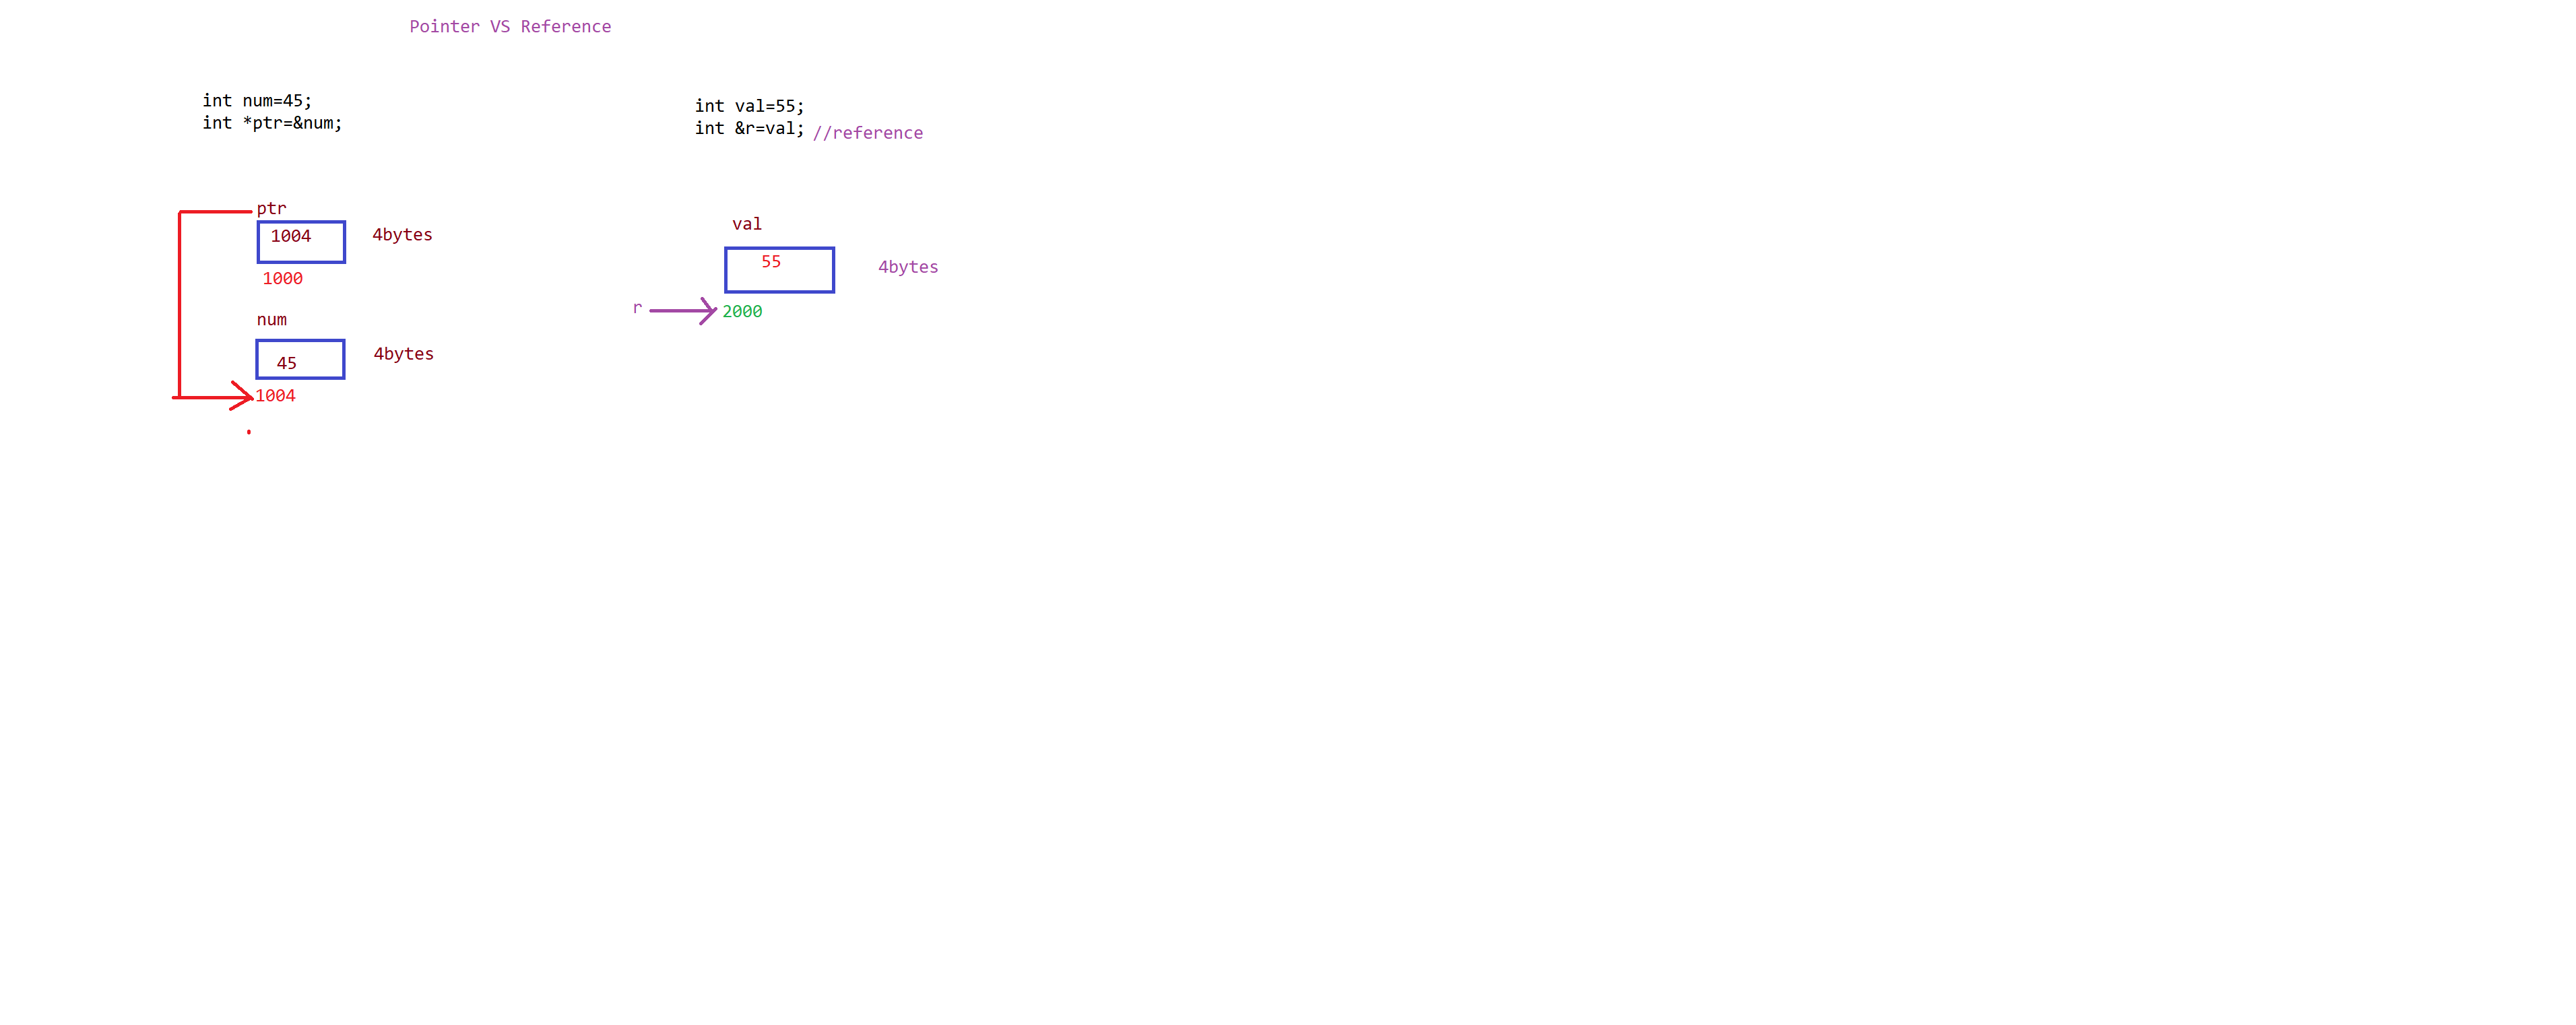 Pointer VS Reference
int num=45;
int *ptr=&num;
ptr
1004
4bytes
1000
num
45
4bytes
1004
int val=55;
int &r=val; //reference
val
55
4bytes
r
2000